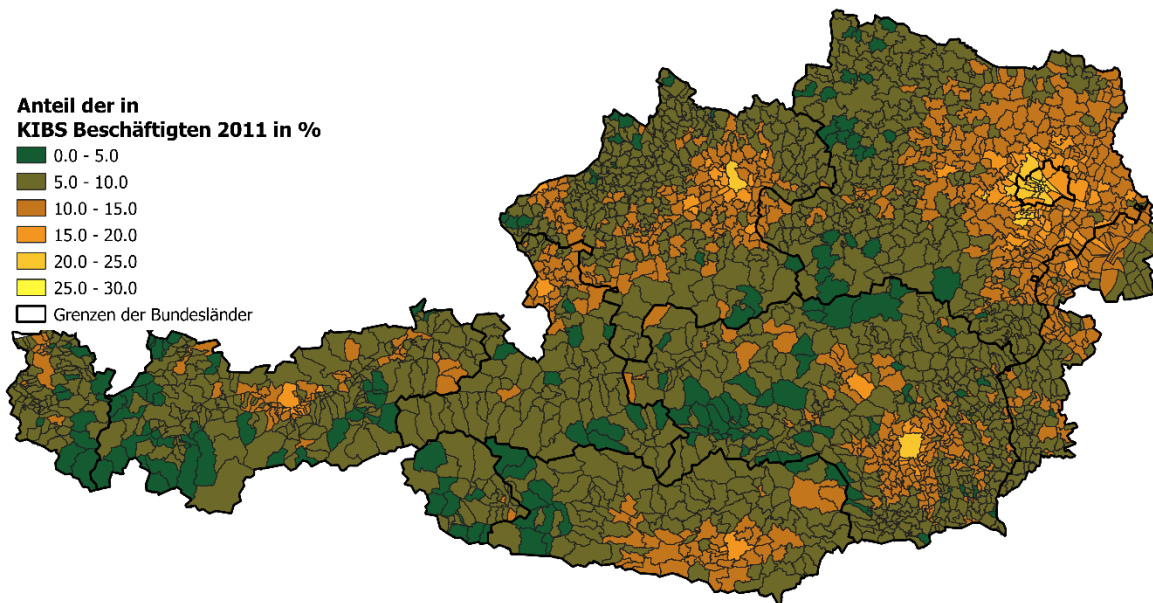 Anteil der in
KIBS Beschäftigten 2011 in %
0.0 - 5.0
5.0 - 10.0
10.0 - 15.0
15.0 - 20.0
20.0 - 25.0
25.0 - 30.0
Grenzen der Bundesländer